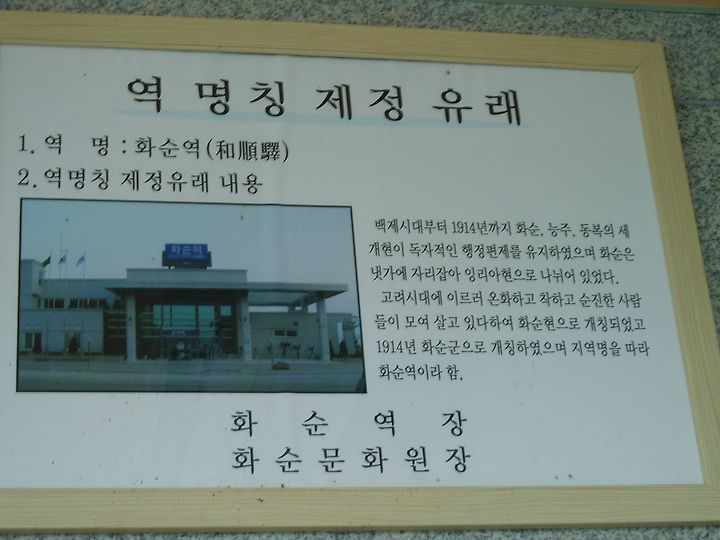 역 명칭 제정 유래
1. 역 명 : 화순역(和順驛)
2. 역명칭 제정유래 내용
화순역
백제시대부터 1914년까지 화순, 능주, 동복의 세
개현이 독자적인 행정편제를 유지하였으며 화순은
냇가에 자리잡아 잉리아현으로 나뉘어 있었다.
고려시대에 이르러 온화하고 착하고 순진한 사람
들이 모여 살고 있다하여 화순현으로 개칭되었고
1914년 화순군으로 개칭하였으며 지역명을 따라
화순역이라 함.
화 순 역 장
화 순 문 화 원 장